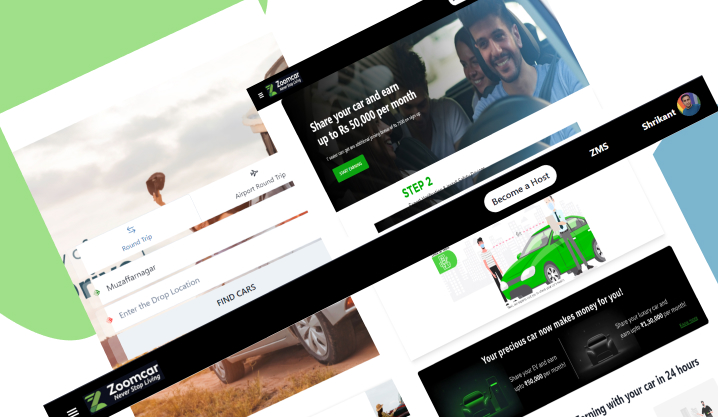 Zoomcar
Never Stop Living
Share your car and earn
up to Rs 50,000 per month
START EARNING
STEP 2
Airport Round Trip
Round Trip
Muzaffarnagar
Enter the Drop Location
FIND CARS
Zoomcar
Never Stop Living
Become a Host
ZMS
Shrikant
Your precious car now makes money for you!
Share your EV and earn
upto ₹50,000 per month!
Share your luxury car and
earn upto ₹1,30,000 per month!
with your car in 24 hours